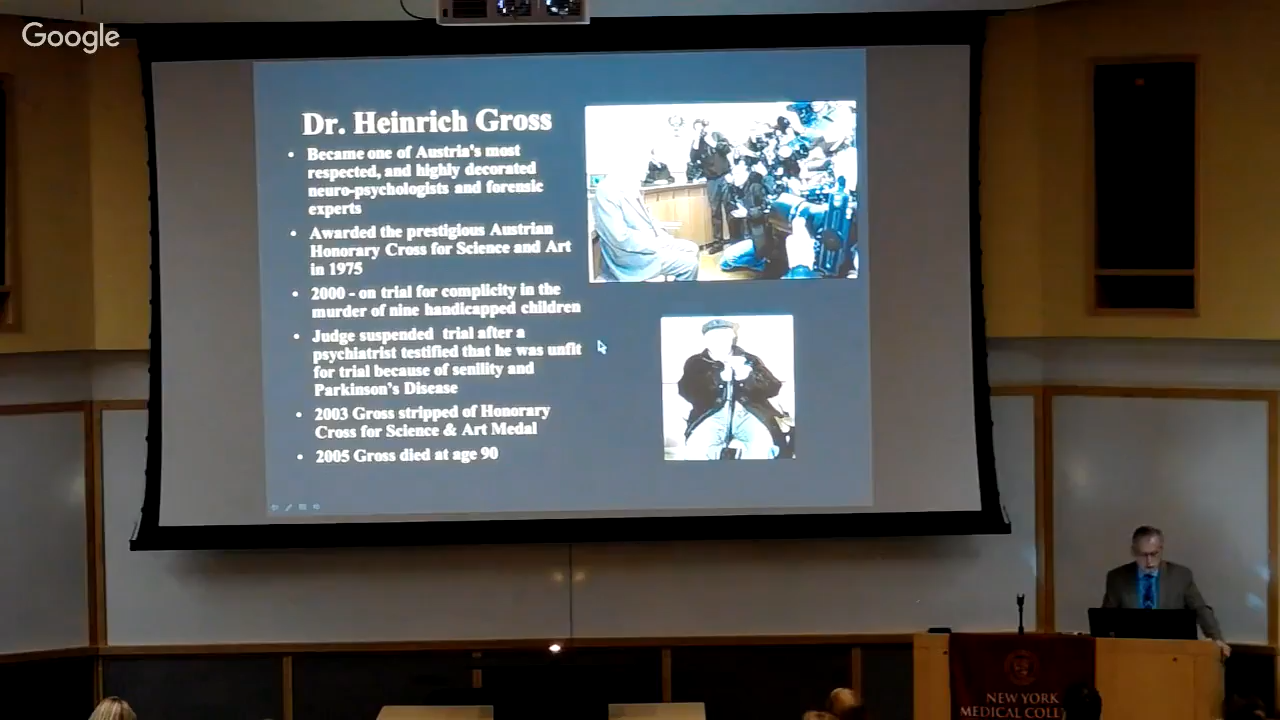 Google
Dr. Heinrich Gross
• Became one of Austria's most
respected, and highly decorated
neuro-psychologists and forensic
experts
• Awarded the prestigious Austrian
Honorary Cross for Science and Art
in 1975
• 2000 - on trial for complicity in the
murder of nine handicapped children
• Judge suspended trial after a
psychiatrist testified that he was unfit
for trial because of senility and
Parkinson's Disease
• 2003 Gross stripped of Honorary
Cross for Science & Art Medal
• 2005 Gross died at age 90
NEW YORK
MEDICAL COLL